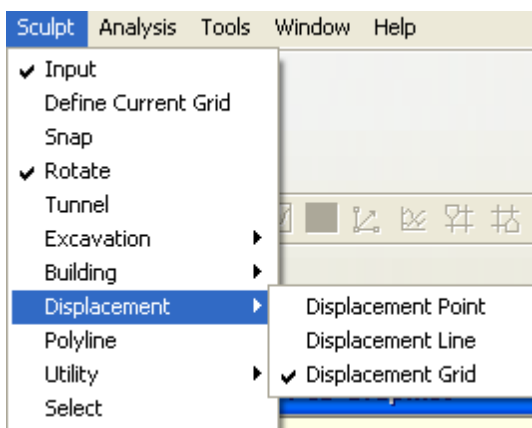 Sculpt Analysis Tools Window Help
Input
Define Current Grid
Snap
Rotate
Tunnel
Excavation
Building
Displacement
Displacement Point
Polyline
Displacement Line
Utility
Displacement Grid
Select